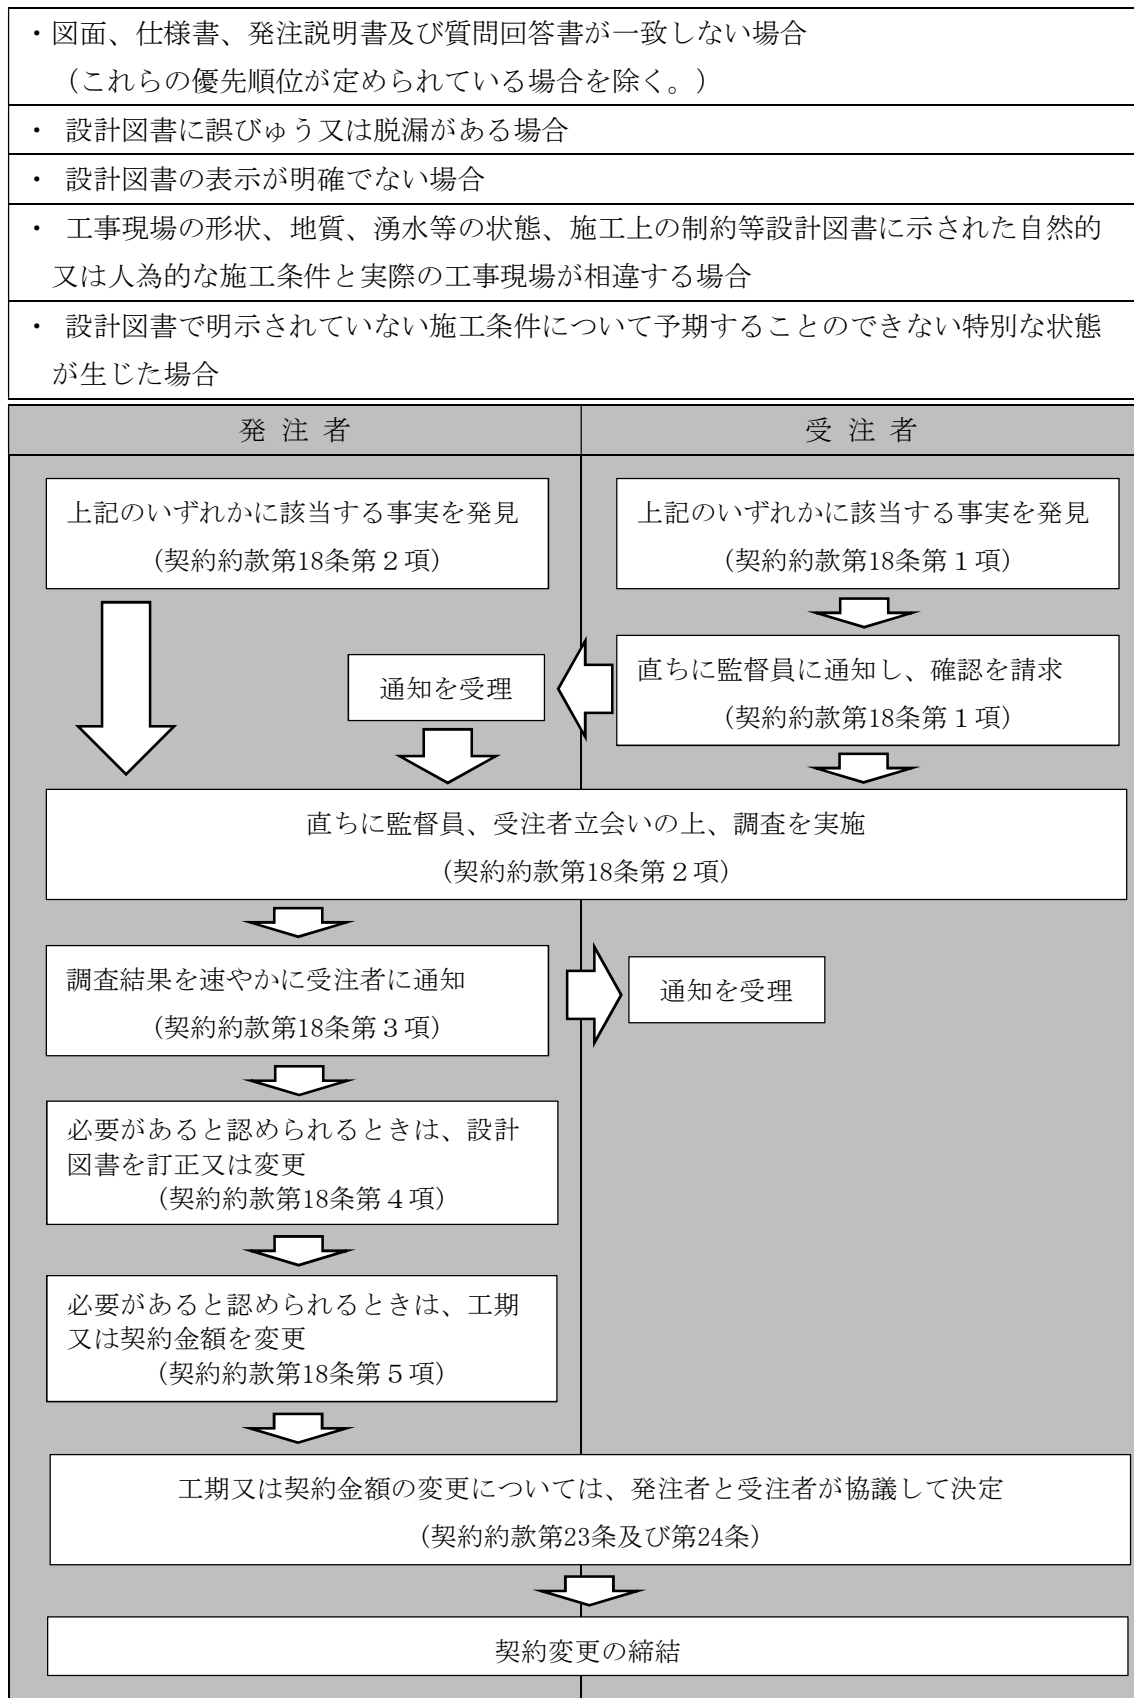 ・図面、仕様書、発注説明書及び質問回答書が一致しない場合
（これらの優先順位が定められている場合を除く。）
・ 設計図書に誤びゅう又は脱漏がある場合
・ 設計図書の表示が明確でない場合
・ 工事現場の形状、地質、湧水等の状態、施工上の制約等設計図書に示された自然的
又は人為的な施工条件と実際の工事現場が相違する場合
・ 設計図書で明示されていない施工条件について予期することのできない特別な状態
が生じた場合
発 注 者
受 注 者
上記のいずれかに該当する事実を発見
（契約約款第18条第２項）
上記のいずれかに該当する事実を発見
（契約約款第18条第１項）
直ちに監督員に通知し、確認を請求
（契約約款第18条第１項）
通知を受理
直ちに監督員、受注者立会いの上、調査を実施
（契約約款第18条第２項）
調査結果を速やかに受注者に通知
（契約約款第18条第３項）
通知を受理
必要があると認められるときは、設計
図書を訂正又は変更
（契約約款第18条第４項）
必要があると認められるときは、工期
又は契約金額を変更
（契約約款第18条第５項）
工期又は契約金額の変更については、発注者と受注者が協議して決定
（契約約款第23条及び第24条）
契約変更の締結